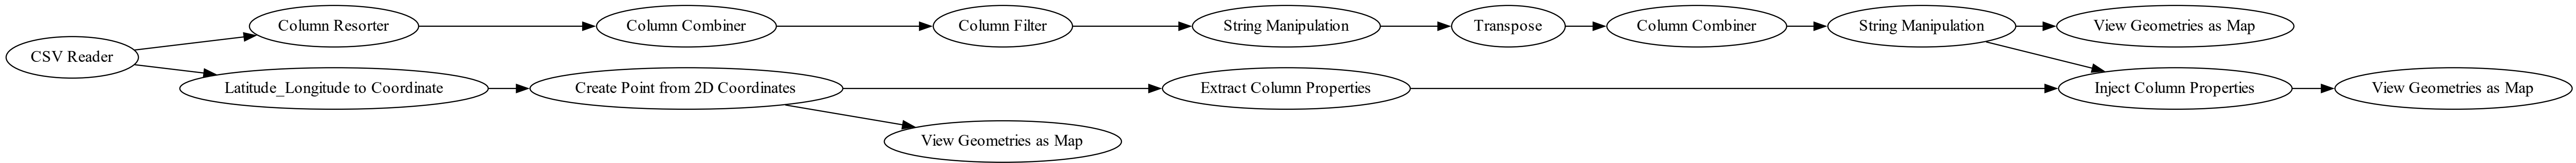 CSV Reader
Column Resorter
Column Combiner
Column Filter
String Manipulation
Transpose
Column Combiner
String Manipulation
View Geometries as Map
Latitude_Longitude to Coordinate
Create Point from 2D Coordinates
Extract Column Properties
Inject Column Properties
View Geometries as Map
View Geometries as Map